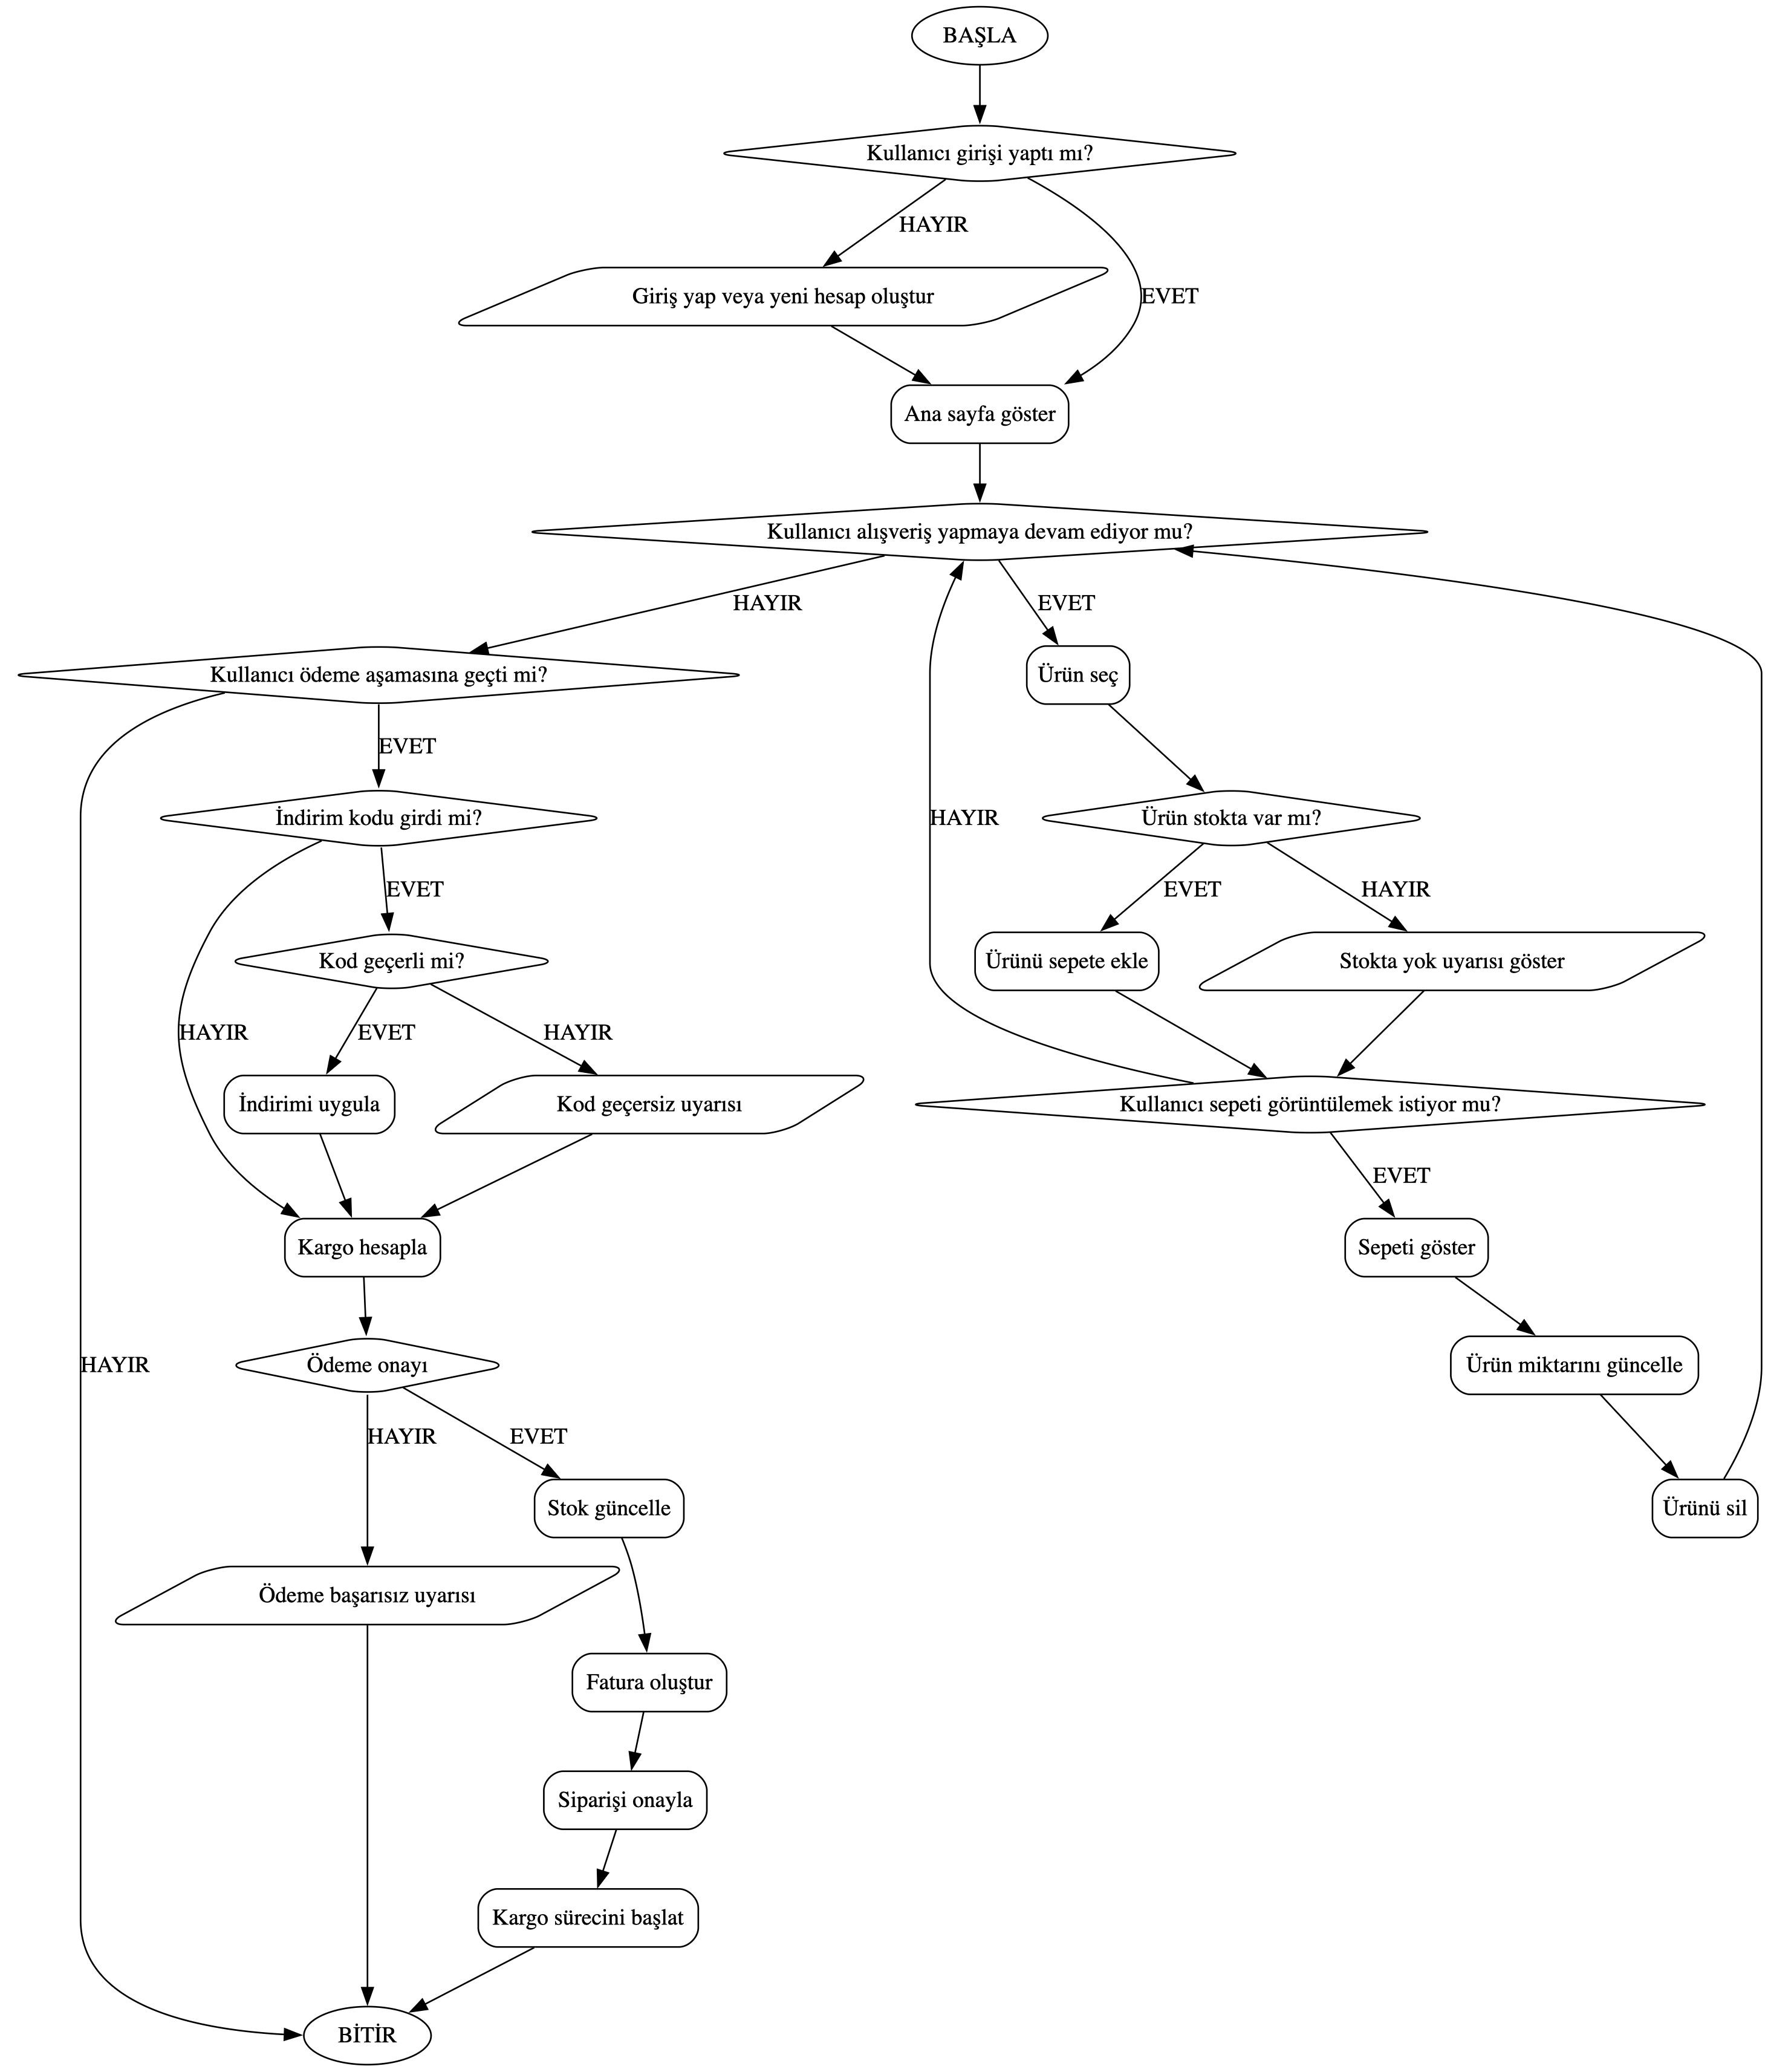 BAŞLA
Kullanıcı girişi yaptı mı?
HAYIR
Giriş yap veya yeni hesap oluştur
EVET
Ana sayfa göster
Kullanıcı alışveriş yapmaya devam ediyor mu?
HAYIR
EVET
Kullanıcı ödeme aşamasına geçti mi?
Ürün seç
EVET
İndirim kodu girdi mi?
HAYIR
Ürün stokta var mı?
EVET
EVET
HAYIR
Kod geçerli mi?
Ürünü sepete ekle
Stokta yok uyarısı göster
HAYIR
EVET
HAYIR
İndirimi uygula
Kod geçersiz uyarısı
Kullanıcı sepeti görüntülemek istiyor mu?
EVET
Kargo hesapla
Sepeti göster
HAYIR
Ödeme onayı
Ürün miktarını güncelle
HAYIR
EVET
Stok güncelle
Ürünü sil
Ödeme başarısız uyarısı
Fatura oluştur
Siparişi onayla
Kargo sürecini başlat
BİTİR